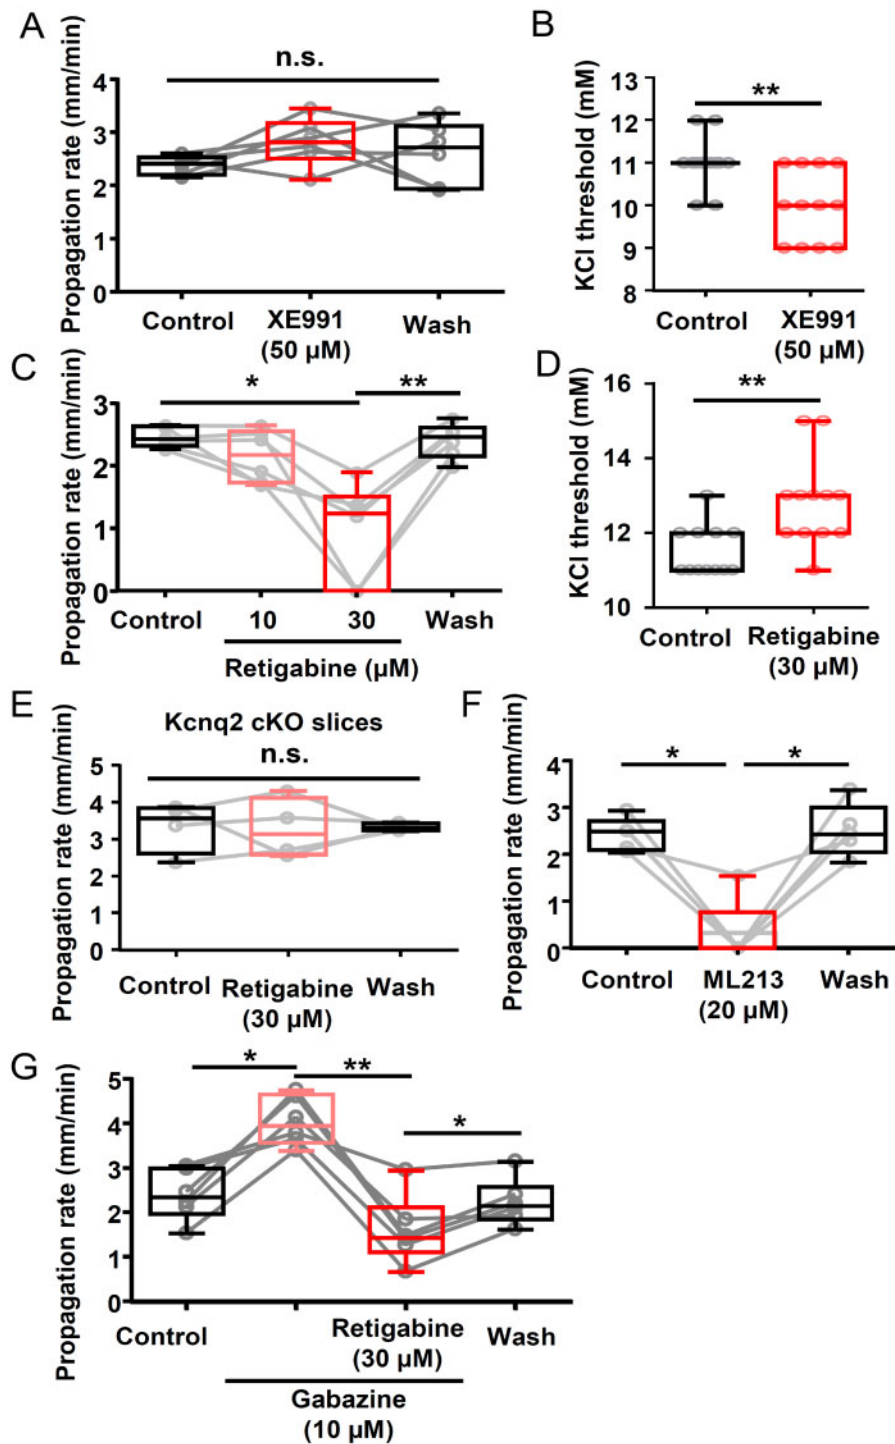 A
n.s.
Propagation rate (mm/min)
4
3
2
1
0
Control
XE991
(50 µM)
Wash
B
**
KCl threshold (mM)
13
12
11
10
9
8
Control
XE991
(50 µM)
C
*
**
Propagation rate (mm/min)
3
2
1
0
Control
10
30
Wash
Retigabine (µM)
D
**
KCl threshold (mM)
16
14
12
10
Control
Retigabine
(30 µM)
E
Kcnq2 cKO slices
n.s.
Propagation rate (mm/min)
5
4
3
2
1
0
Control
Retigabine
(30 µM)
Wash
F
*
*
Propagation rate (mm/min)
4
3
2
1
0
Control
ML213
(20 µM)
Wash
G
*
**
*
Propagation rate (mm/min)
5
4
3
2
1
0
Control
Retigabine
(30 µM)
Wash
Gabazine
(10 µM)